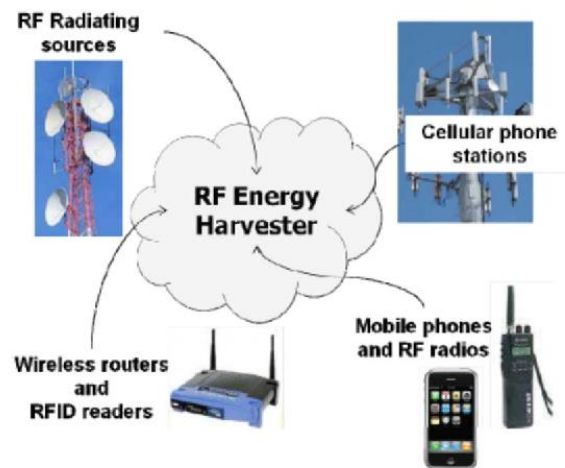 RF Radiating
sources
Cellular phone
stations
RF Energy
Harvester
Mobile phones
and RF radios
Wireless routers
and
RFID readers